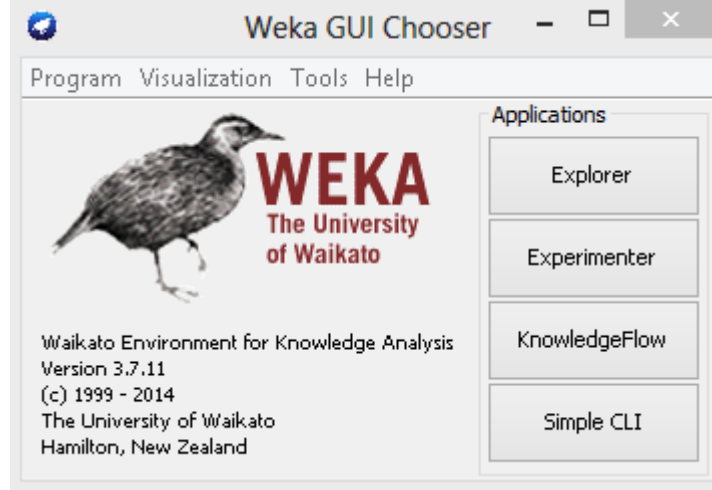 Weka GUI Chooser
Program Visualization Tools Help
WEKA
The University
of Waikato
Waikato Environment for Knowledge Analysis
Version 3.7.11
(c) 1999 - 2014
The University of Waikato
Hamilton, New Zealand
Applications
Explorer
Experimenter
KnowledgeFlow
Simple CLI